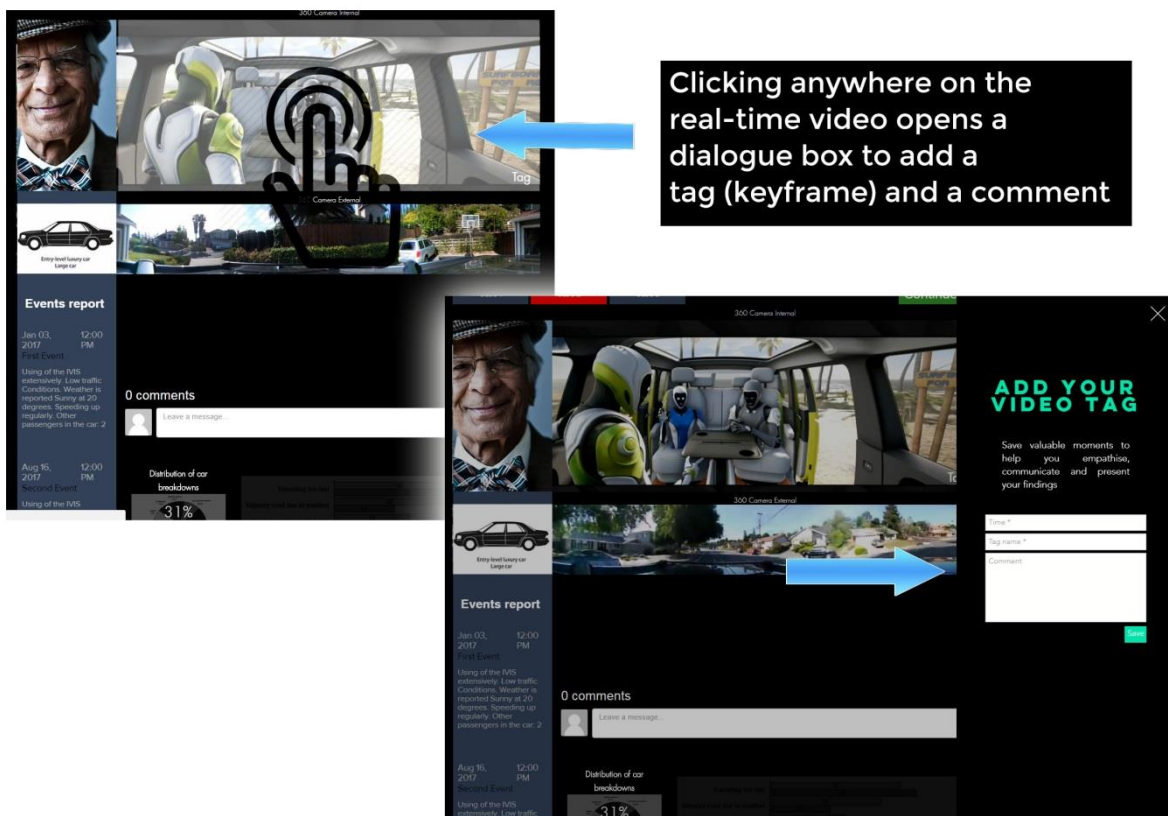 360 Camera Internal
SURFBOARD
FOR
Tag
Camera External
Entry-level luxury car
Large car
Events report
Jan 03, 12:00
2017 PM
First Event
Using of the IVIS
extensively. Low traffic
Conditions. Weather is
reported Sunny at 20
degrees. Speeding up
regularly. Other
passengers in the car: 2
0 comments
Leave a message...
Aug 16, 12:00
2017 PM
Second Event
Using of the IVIS
Distribution of car
breakdowns
31%
Clicking anywhere on the
real-time video opens a
dialogue box to add a
tag (keyframe) and a comment
Continue
360 Camera Internal
360 Camera External
Entry-level luxury car
Large car
Events report
Jan 03, 12:00
2017 PM
First Event
Using of the IVIS
extensively. Low traffic
Conditions. Weather is
reported Sunny at 20
degrees. Speeding up
regularly. Other
passengers in the car: 2
0 comments
Leave a message...
Aug 16, 12:00
2017 PM
Second Event
Using of the IVIS
extensively. Low traffic
Distribution of car
breakdowns
31%
ADD YOUR
VIDEO TAG
Save valuable moments to
help you empathise,
communicate and present
your findings
Time *
Tag name *
Comment
Save